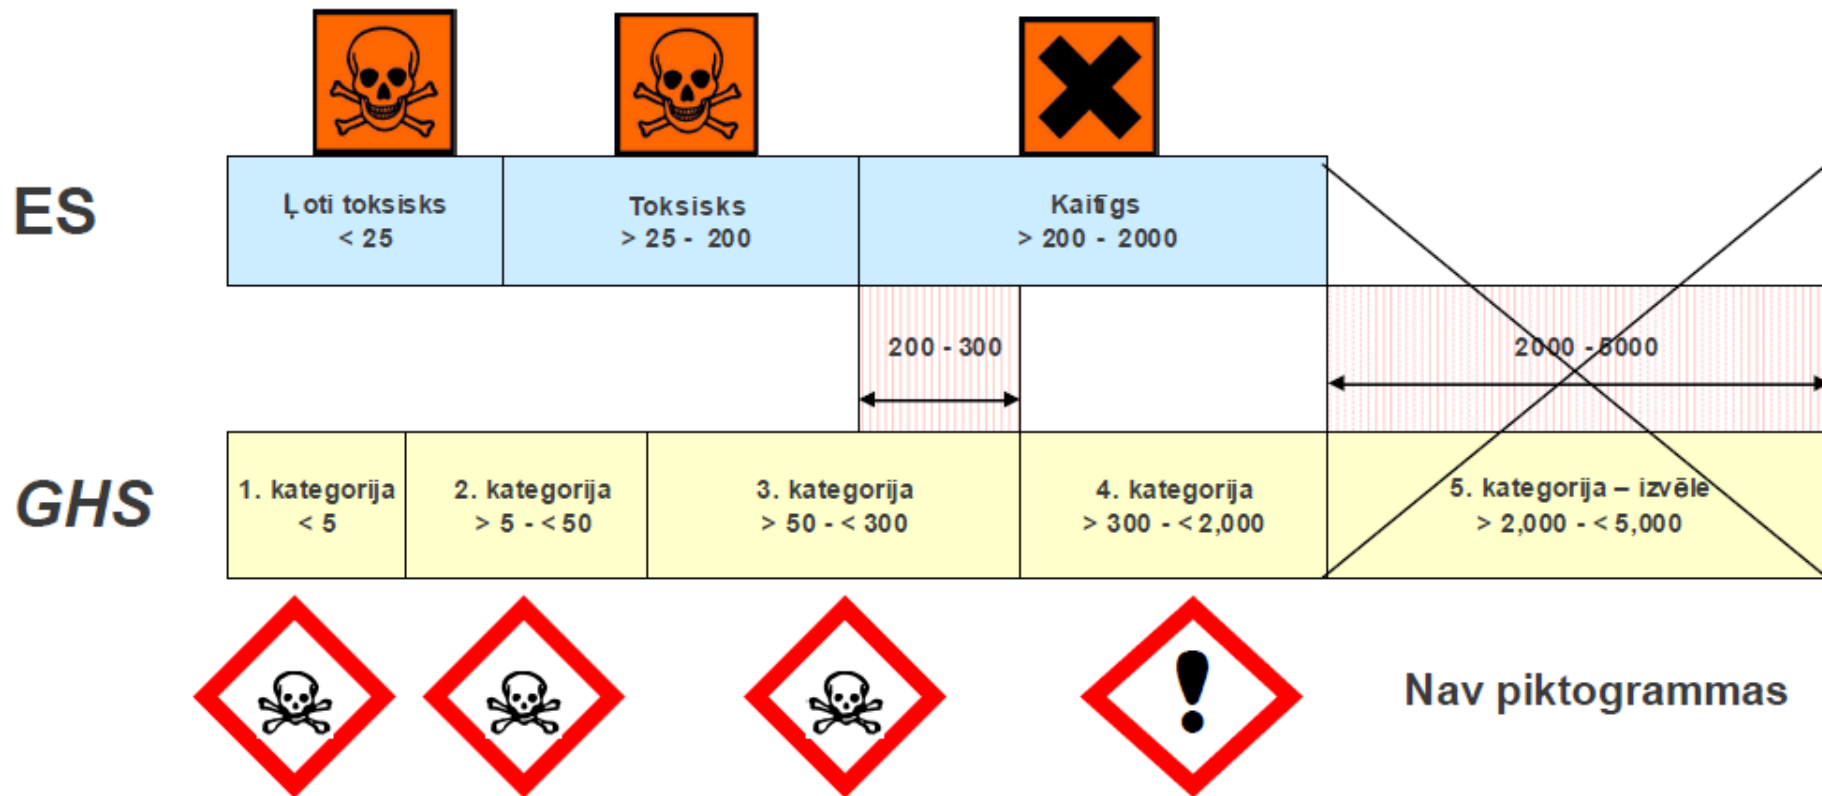 ES
Ļoti toksisks
< 25
Toksisks
> 25 - 200
Kaitīgs
> 200 - 2000
200 - 300
2000 - 5000
GHS
1. kategorija
< 5
2. kategorija
> 5 - < 50
3. kategorija
> 50 - < 300
4. kategorija
> 300 - < 2,000
5. kategorija – izvēle
> 2,000 - < 5,000
Nav piktogrammas